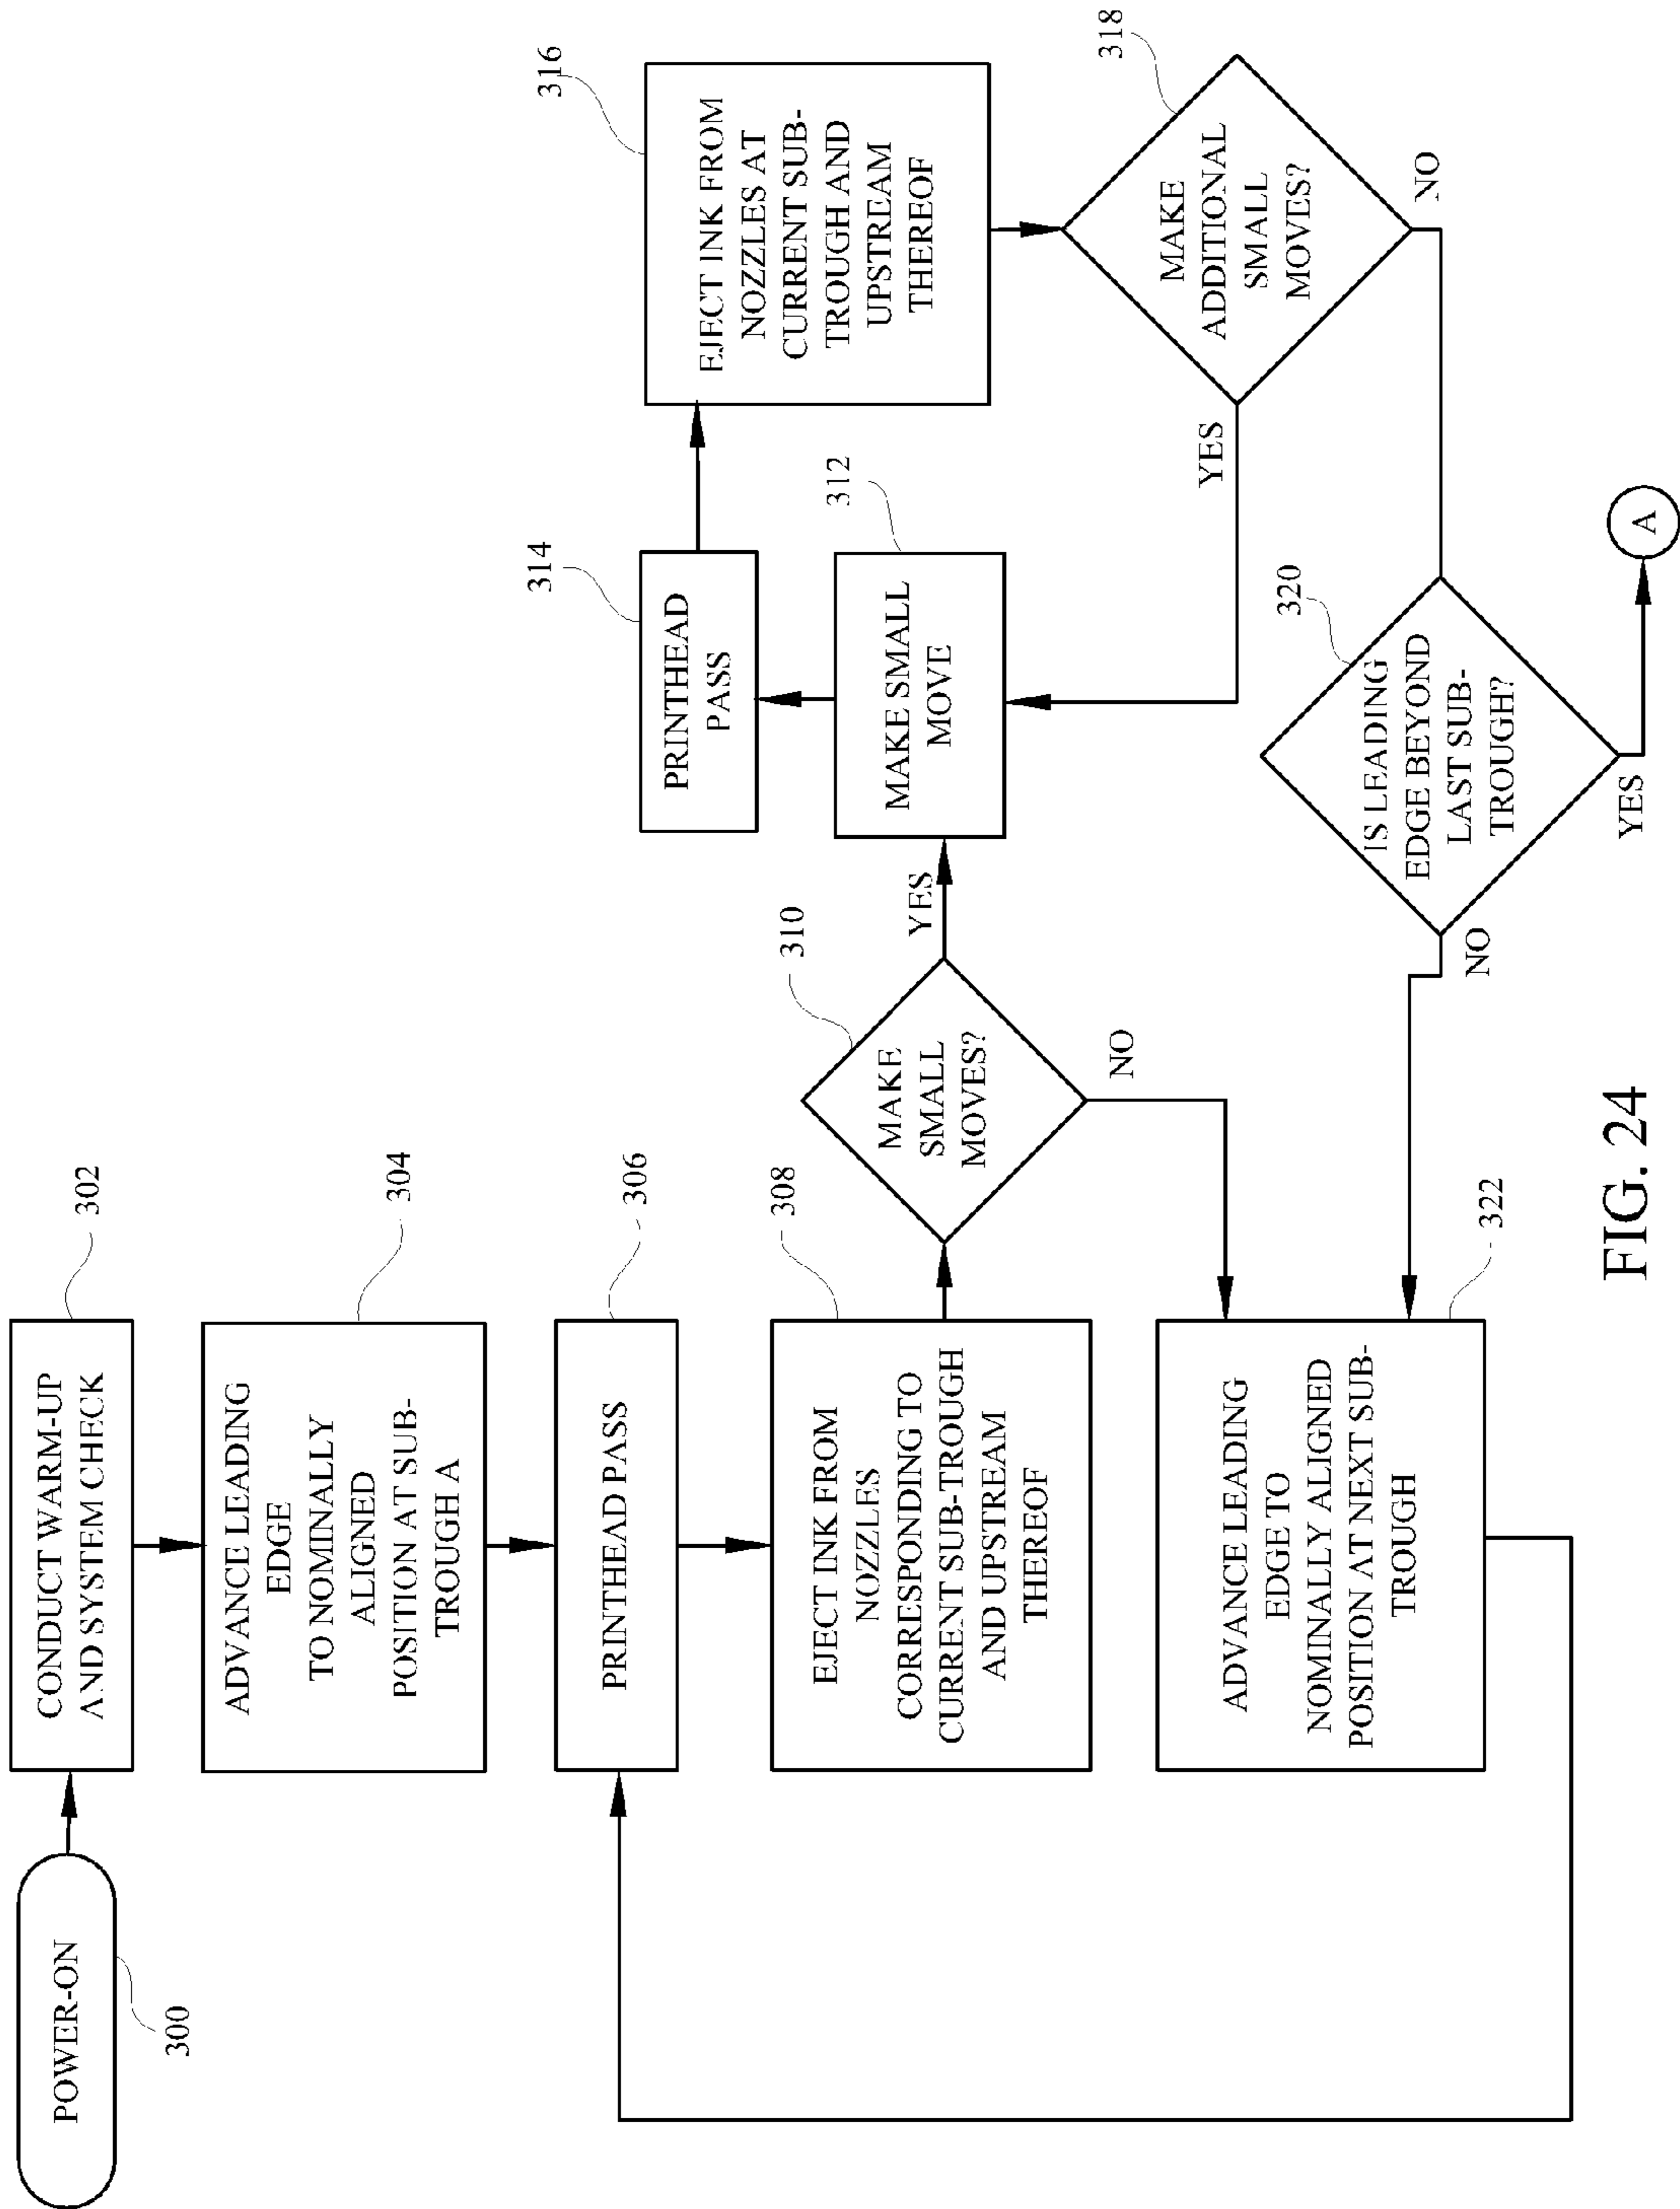 POWER-ON
300
CONDUCT WARM-UP
AND SYSTEM CHECK
302
ADVANCE LEADING
EDGE
TO NOMINALLY
ALIGNED
POSITION AT SUB-
TROUGH A
304
PRINTHEAD PASS
306
EJECT INK FROM
NOZZLES
CORRESPONDING TO
CURRENT SUB-TROUGH
AND UPSTREAM
THEREOF
308
MAKE
SMALL
MOVES?
310
YES
NO
MAKE SMALL
MOVE
312
PRINTHEAD
PASS
314
EJECT INK FROM
NOZZLES AT
CURRENT SUB-
TROUGH AND
UPSTREAM
THEREOF
316
MAKE
ADDITIONAL
SMALL
MOVES?
318
YES
NO
IS LEADING
EDGE BEYOND
LAST SUB-
TROUGH?
320
NO
YES
A
ADVANCE LEADING
EDGE TO
NOMINALLY ALIGNED
POSITION AT NEXT SUB-
TROUGH
322
FIG. 24